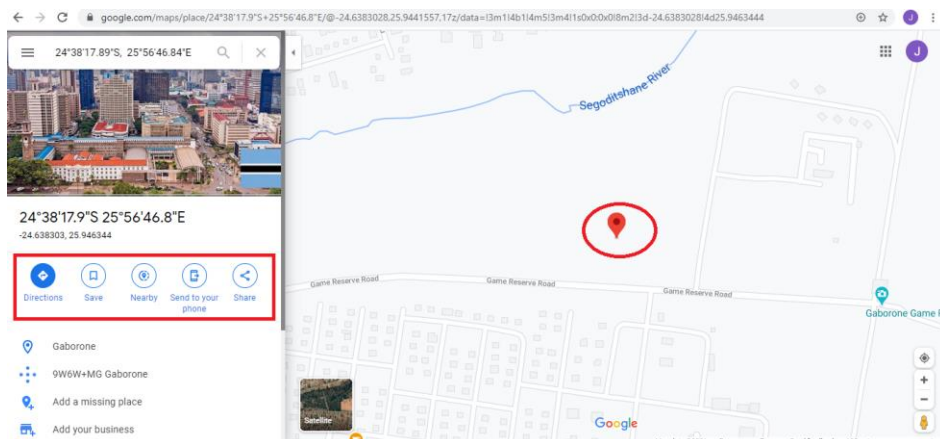 google.com/maps/place/24°38'17.9"S+25°56'46.8"E/@-24.6383028,25.9441557,17z/data=!3m1!4b1!4m5!3m4!1s0x0:0x0!8m2!3d-24.6383028!4d25.9463444
J
24°38'17.89"S, 25°56'46.84"E
J
Segoditshane River
24°38'17.9"S 25°56'46.8"E
-24.638303, 25.946344
Directions Save Nearby Send to your phone Share
Game Reserve Road Game Reserve Road Game Reserve Road
Gaborone Game
Gaborone
9W6W+MG Gaborone
Add a missing place
Add your business
Satellite
Google